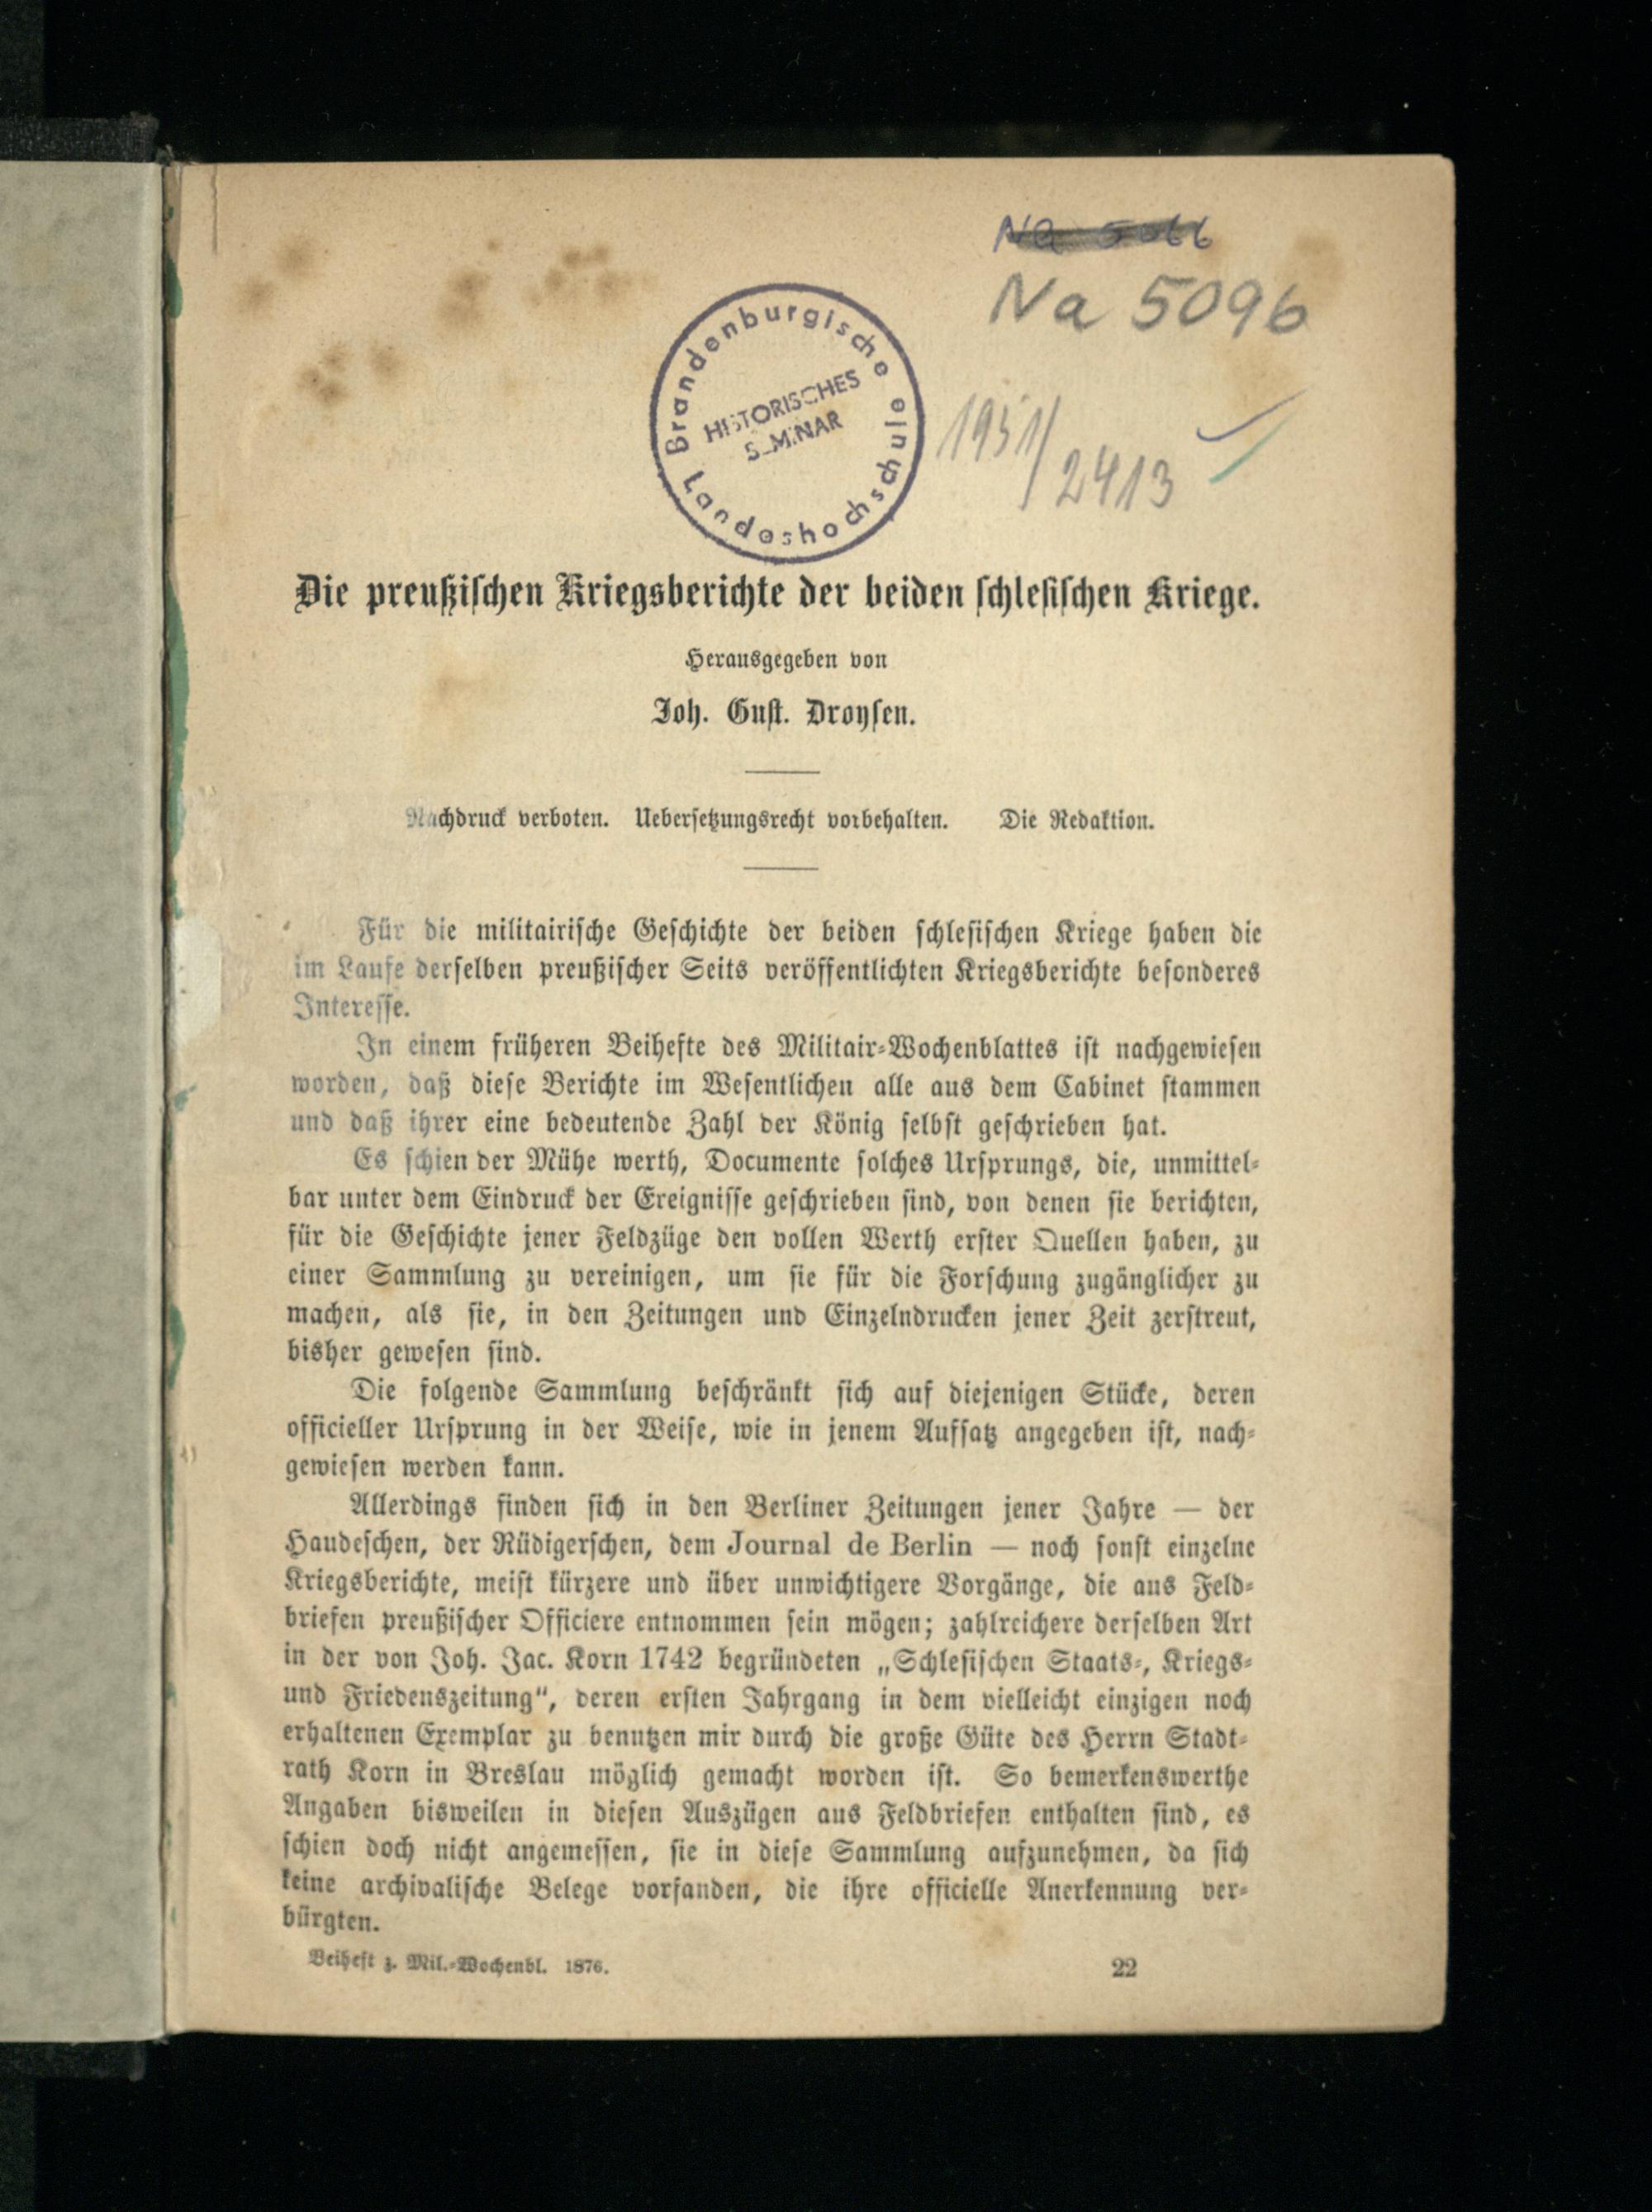 Na 5096
Brandenburgische Landeshochschule
HISTORISCHES
SEMINAR
1951/2413
Die preußischen Kriegsberichte der beiden schlesischen Kriege.
Herausgegeben von
Joh. Gust. Droysen.
Nachdruck verboten. Uebersetzungsrecht vorbehalten. Die Redaktion.
Für die militairische Geschichte der beiden schlesischen Kriege haben die
im Laufe derselben preußischer Seits veröffentlichten Kriegsberichte besonderes
Interesse.
In einem früheren Beihefte des Militair-Wochenblattes ist nachgewiesen
worden, daß diese Berichte im Wesentlichen alle aus dem Cabinet stammen
und daß ihrer eine bedeutende Zahl der König selbst geschrieben hat.
Es schien der Mühe werth, Documente solches Ursprungs, die, unmittel-
bar unter dem Eindruck der Ereignisse geschrieben sind, von denen sie berichten,
für die Geschichte jener Feldzüge den vollen Werth erster Quellen haben, zu
einer Sammlung zu vereinigen, um sie für die Forschung zugänglicher zu
machen, als sie, in den Zeitungen und Einzelndrucken jener Zeit zerstreut,
bisher gewesen sind.
Die folgende Sammlung beschränkt sich auf diejenigen Stücke, deren
officieller Ursprung in der Weise, wie in jenem Aufsatz angegeben ist, nach-
gewiesen werden kann.
Allerdings finden sich in den Berliner Zeitungen jener Jahre — der
Haudeschen, der Rüdigerschen, dem Journal de Berlin — noch sonst einzelne
Kriegsberichte, meist kürzere und über unwichtigere Vorgänge, die aus Feld-
briefen preußischer Officiere entnommen sein mögen; zahlreichere derselben Art
in der von Joh. Jac. Korn 1742 begründeten „Schlesischen Staats-, Kriegs-
und Friedenszeitung“, deren ersten Jahrgang in dem vielleicht einzigen noch
erhaltenen Exemplar zu benutzen mir durch die große Güte des Herrn Stadt-
rath Korn in Breslau möglich gemacht worden ist. So bemerkenswerthe
Angaben bisweilen in diesen Auszügen aus Feldbriefen enthalten sind, es
schien doch nicht angemessen, sie in diese Sammlung aufzunehmen, da sich
keine archivalische Belege vorfanden, die ihre officielle Anerkennung ver-
bürgten.
Beiheft z. Mil.-Wochenbl. 1876. 22